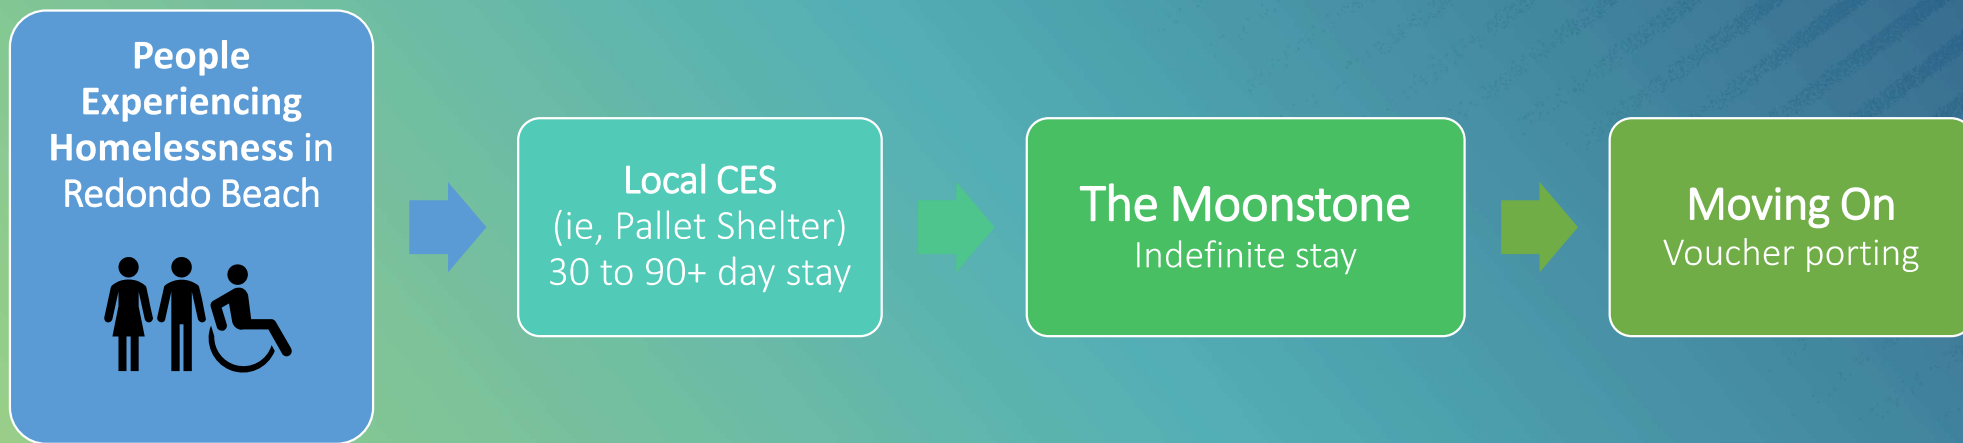 People
Experiencing
Homelessness in
Redondo Beach
Local CES
(ie, Pallet Shelter)
30 to 90+ day stay
The Moonstone
Indefinite stay
Moving On
Voucher porting